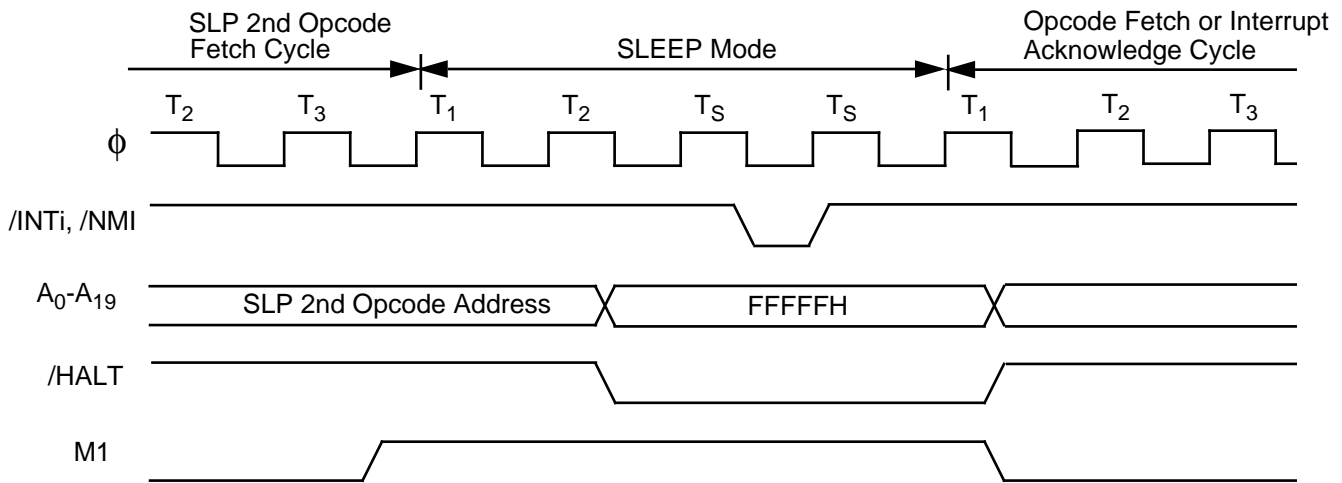 SLP 2nd Opcode
Fetch Cycle
SLEEP Mode
Opcode Fetch or Interrupt
Acknowledge Cycle
T2 T3 T1 T2 TS TS T1 T2 T3
ϕ
/INTi, /NMI
A0-A19 SLP 2nd Opcode Address FFFFFH
/HALT
M1